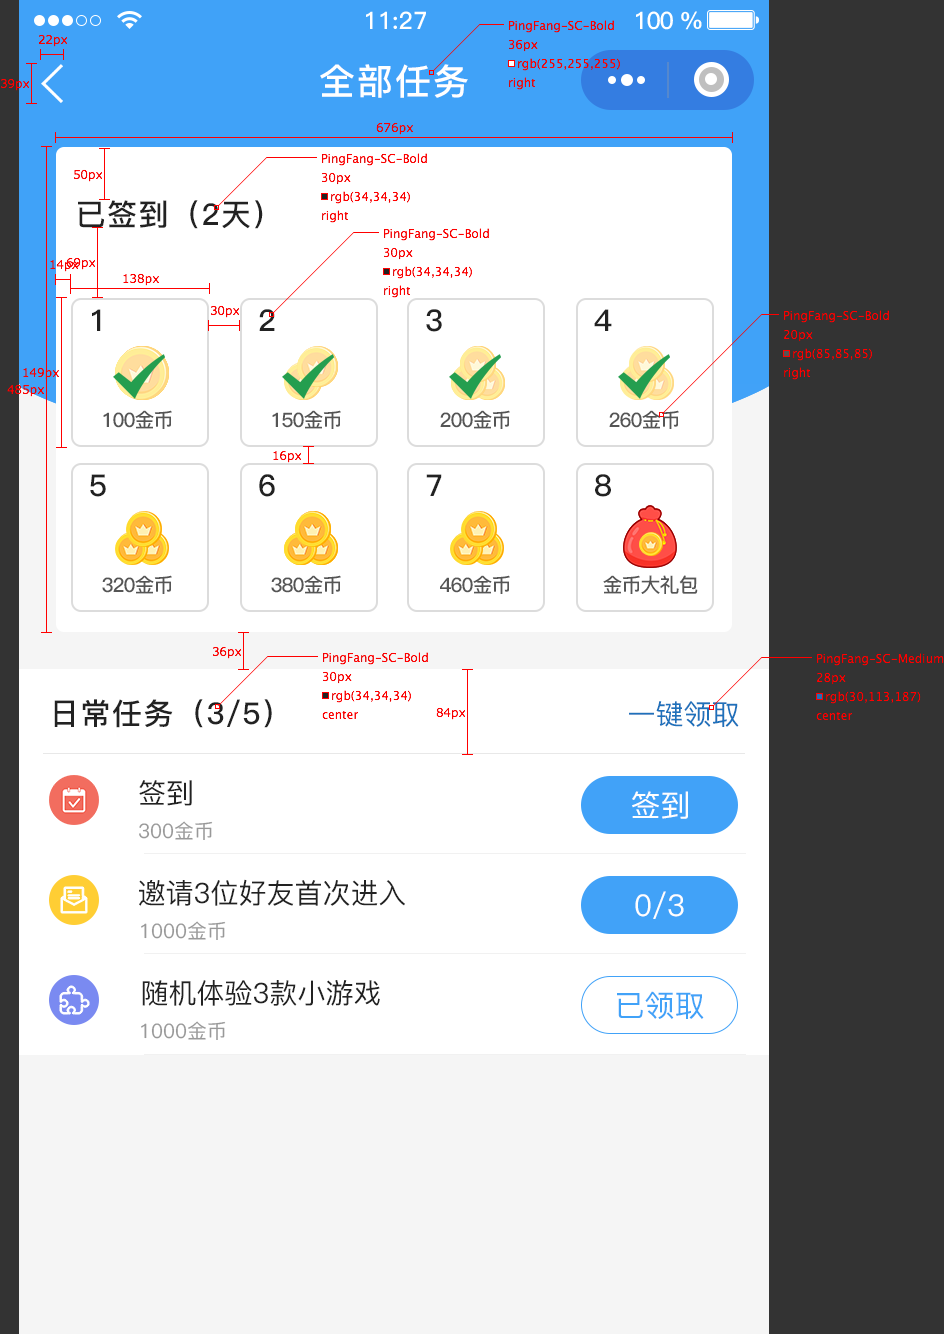 11:27
100 %
PingFang-SC-Bold
36px
rgb(255,255,255)
right
22px
39px
全部任务
676px
50px
PingFang-SC-Bold
30px
rgb(34,34,34)
right
已签到（2天）
PingFang-SC-Bold
30px
rgb(34,34,34)
right
14px
69px
138px
30px
1
2
3
4
PingFang-SC-Bold
20px
rgb(85,85,85)
right
149px
485px
100金币
150金币
200金币
260金币
16px
5
6
7
8
320金币
380金币
460金币
金币大礼包
36px
PingFang-SC-Bold
30px
rgb(34,34,34)
center
PingFang-SC-Medium
28px
rgb(30,113,187)
center
日常任务（3/5）
84px
一键领取
签到
300金币
签到
邀请3位好友首次进入
1000金币
0/3
随机体验3款小游戏
1000金币
已领取